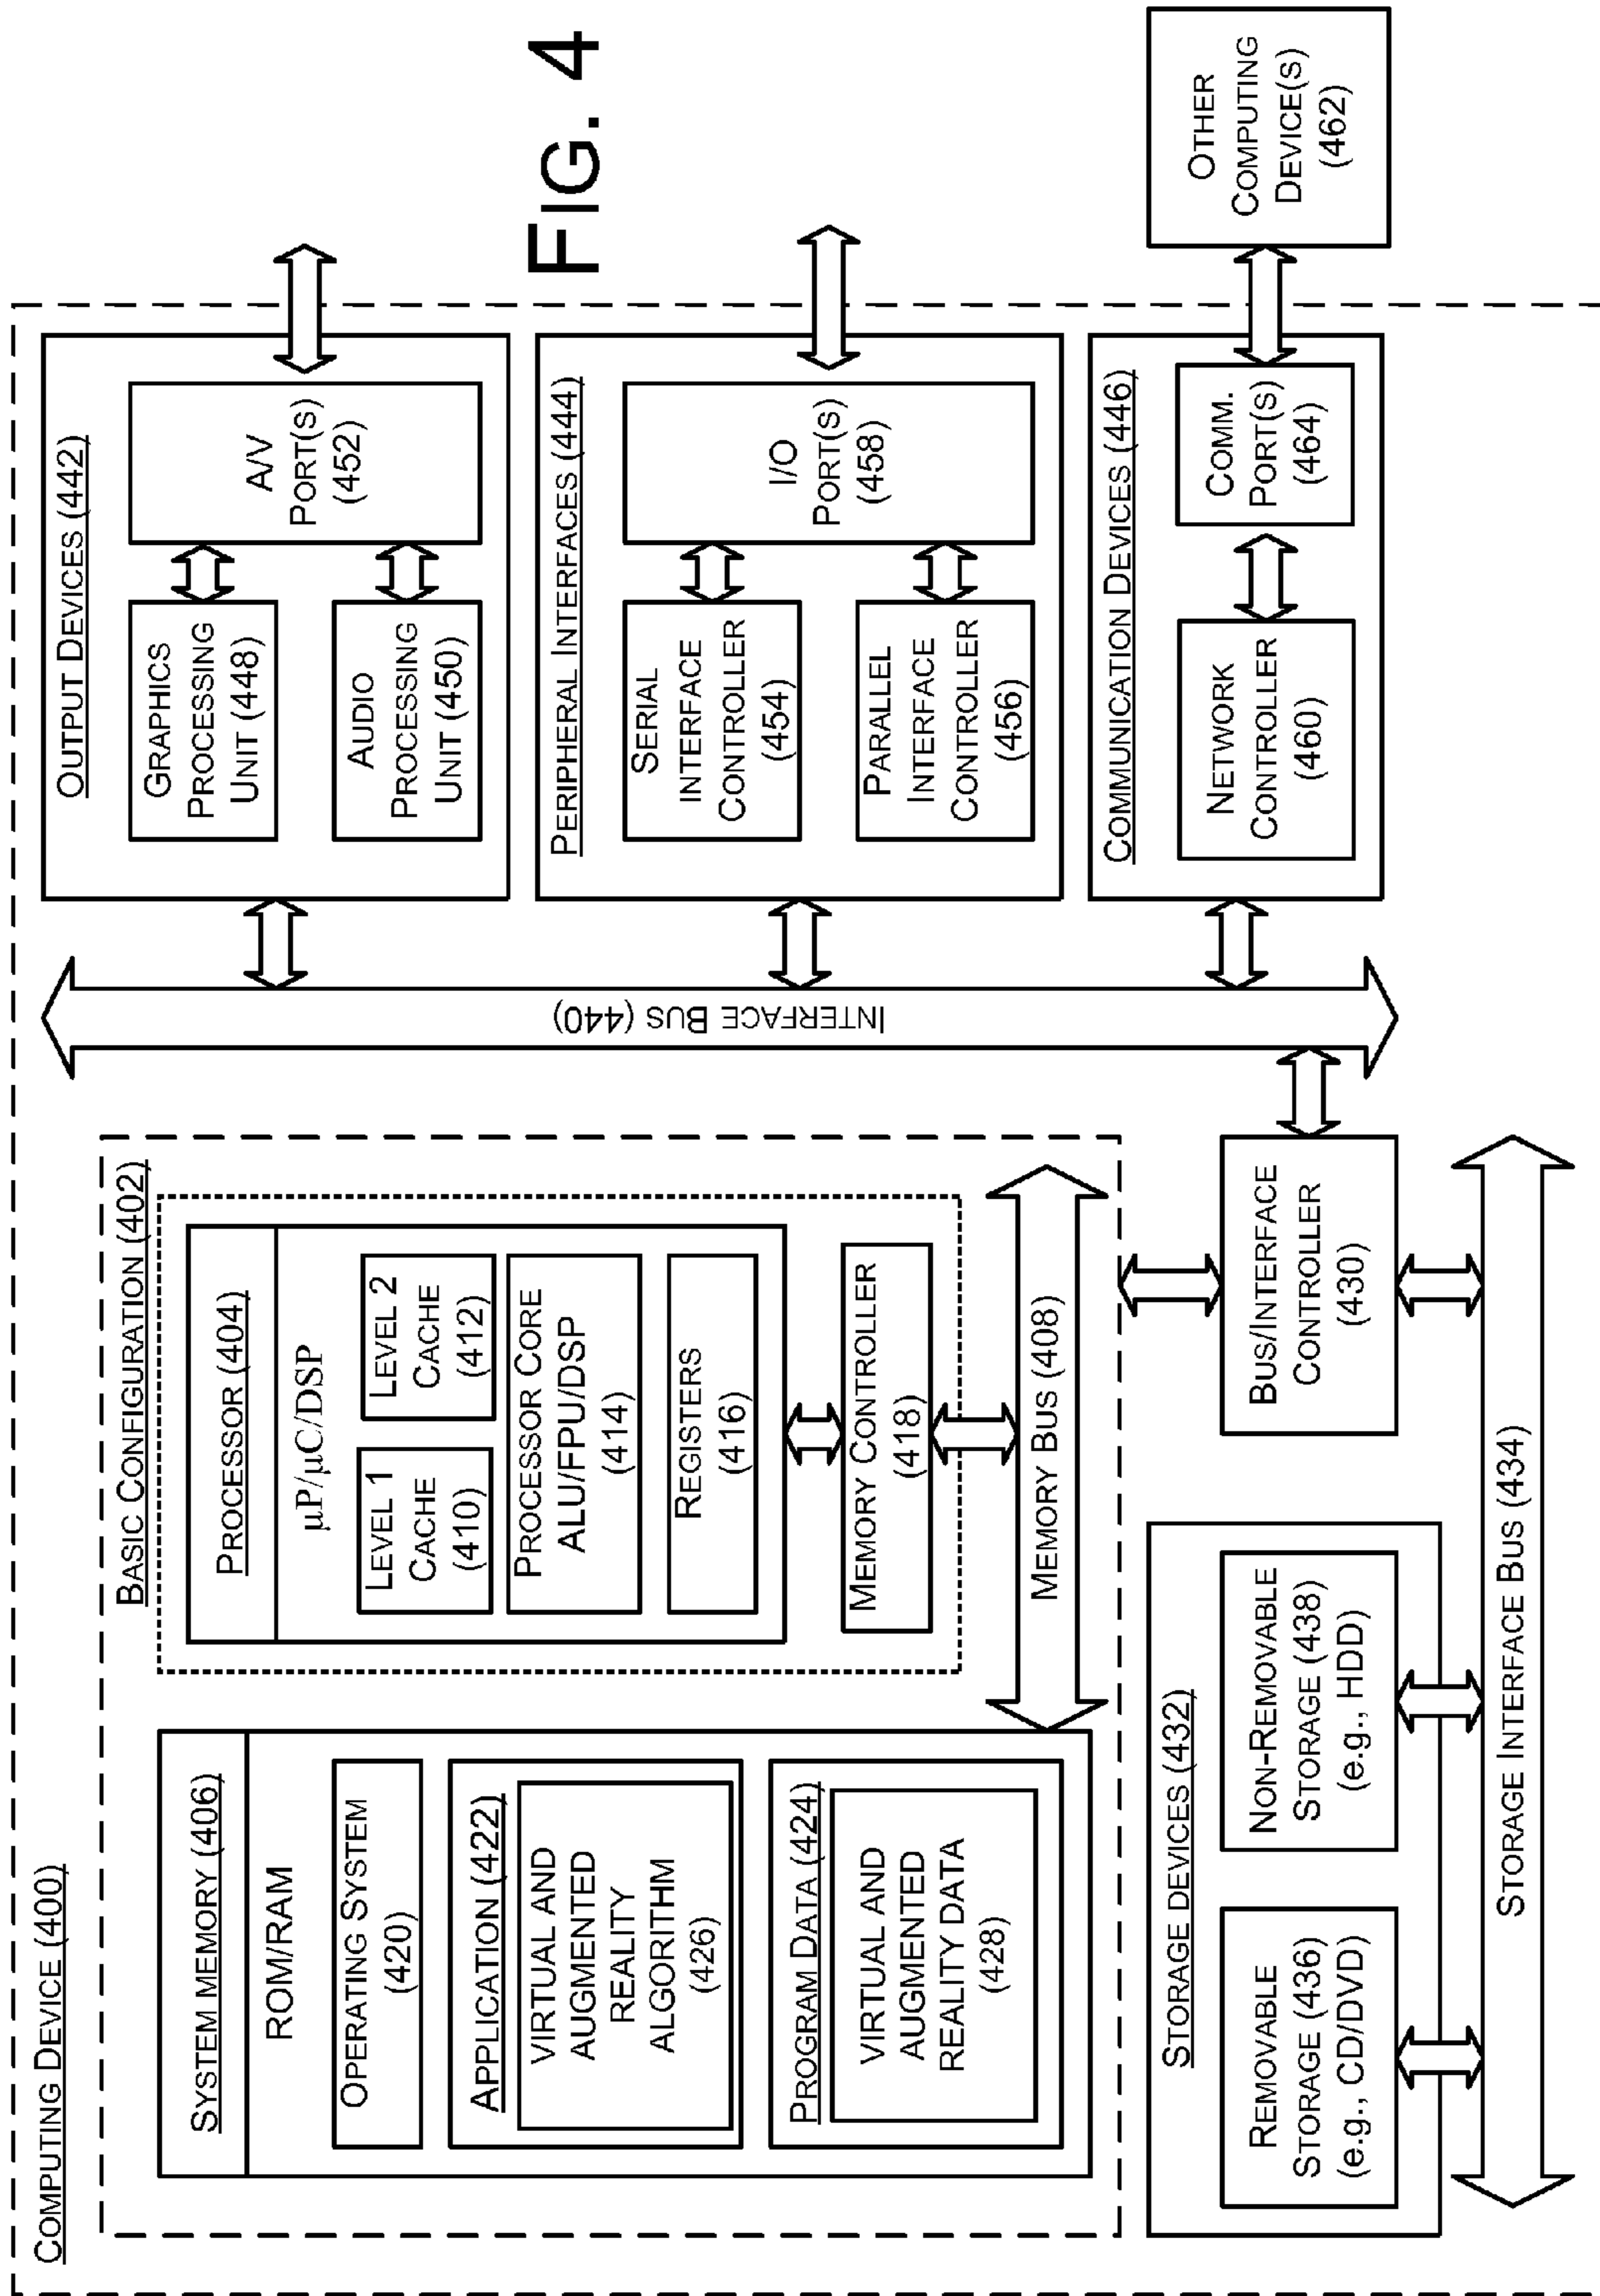 COMPUTING DEVICE (400)
BASIC CONFIGURATION (402)
SYSTEM MEMORY (406)
ROM/RAM
OPERATING SYSTEM
(420)
APPLICATION (422)
VIRTUAL AND
AUGMENTED
REALITY
ALGORITHM
(426)
PROGRAM DATA (424)
VIRTUAL AND
AUGMENTED
REALITY DATA
(428)
PROCESSOR (404)
µP/µC/DSP
LEVEL 1
CACHE
(410)
LEVEL 2
CACHE
(412)
PROCESSOR CORE
ALU/FPU/DSP
(414)
REGISTERS
(416)
MEMORY CONTROLLER
(418)
MEMORY BUS (408)
BUS/INTERFACE
CONTROLLER
(430)
STORAGE DEVICES (432)
REMOVABLE
STORAGE (436)
(e.g., CD/DVD)
NON-REMOVABLE
STORAGE (438)
(e.g., HDD)
STORAGE INTERFACE BUS (434)
INTERFACE BUS (440)
OUTPUT DEVICES (442)
GRAPHICS
PROCESSING
UNIT (448)
AUDIO
PROCESSING
UNIT (450)
A/V
PORT(S)
(452)
PERIPHERAL INTERFACES (444)
SERIAL
INTERFACE
CONTROLLER
(454)
PARALLEL
INTERFACE
CONTROLLER
(456)
I/O
PORT(S)
(458)
COMMUNICATION DEVICES (446)
NETWORK
CONTROLLER
(460)
COMM.
PORT(S)
(464)
OTHER
COMPUTING
DEVICE(S)
(462)
FIG. 4